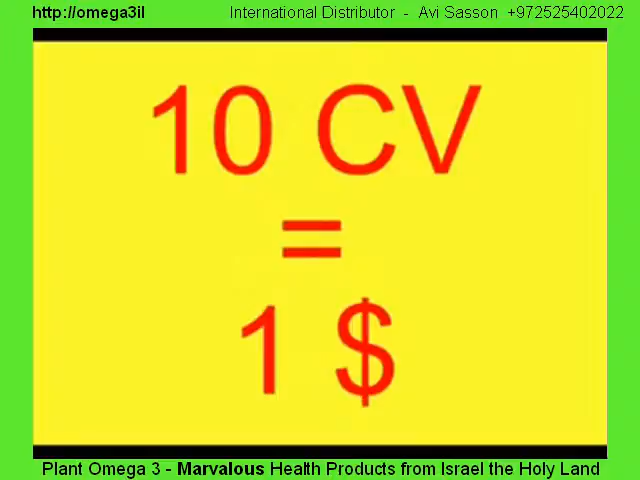 http://omega3il International Distributor - Avi Sasson +972525402022
10 CV
=
1 $
Plant Omega 3 - Marvalous Health Products from Israel the Holy Land